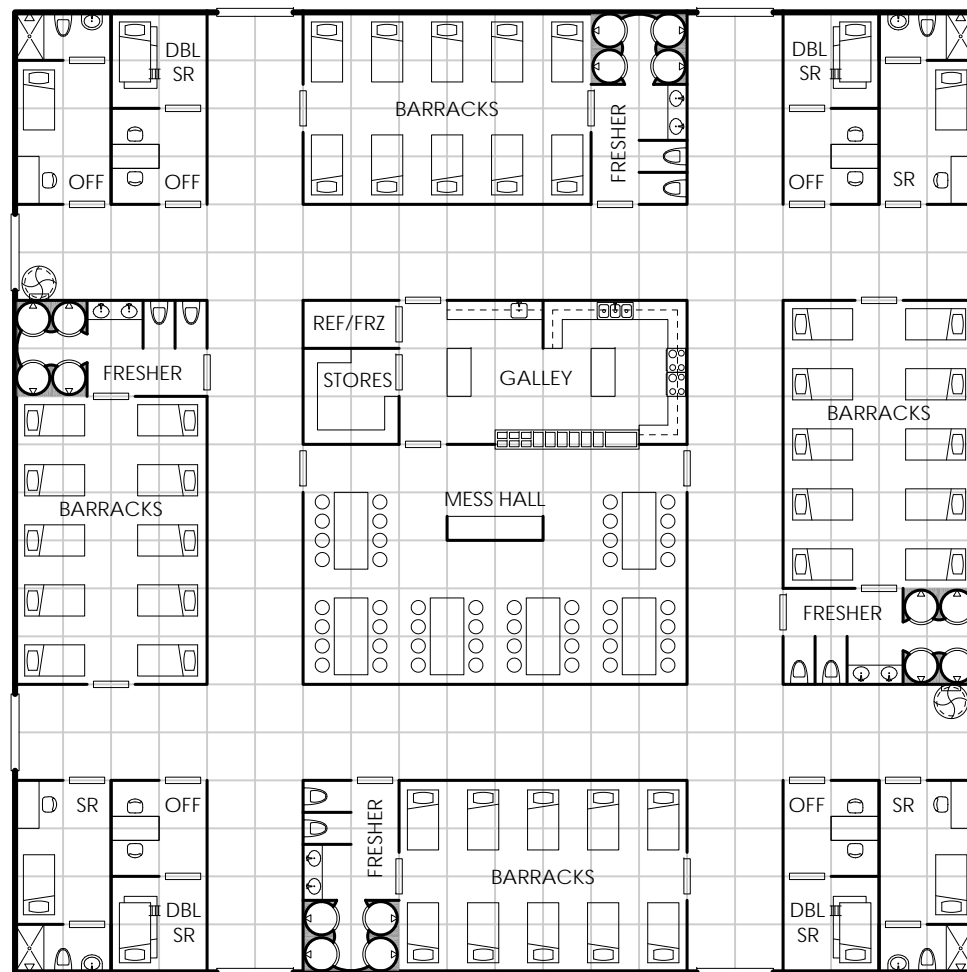 DBL
SR
OFF
OFF
BARRACKS
FRESHER
DBL
SR
OFF
SR
REF/FRZ
STORES
GALLEY
FRESHER
BARRACKS
BARRACKS
MESS HALL
FRESHER
SR
OFF
DBL
SR
FRESHER
BARRACKS
OFF
SR
DBL
SR